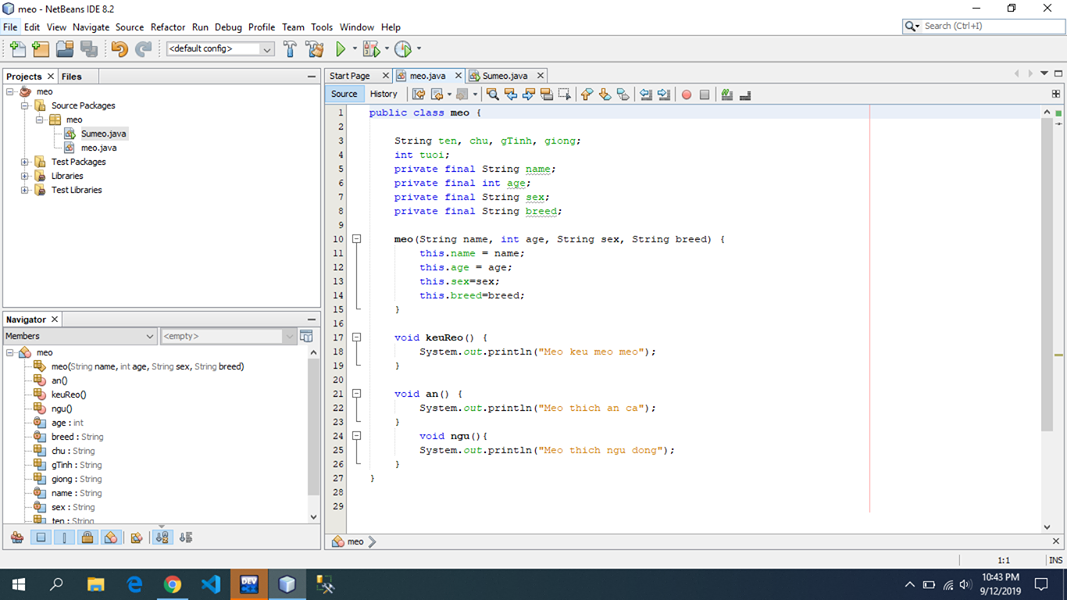 meo - NetBeans IDE 8.2
File Edit View Navigate Source Refactor Run Debug Profile Team Tools Window Help
Search (Ctrl+I)
<default config>
Projects Files
meo
Source Packages
meo
Sumeo.java
meo.java
Test Packages
Libraries
Test Libraries
Navigator
Members <empty>
meo
meo(String name, int age, String sex, String breed)
an()
keuReo()
ngu()
age : int
breed : String
chu : String
gTinh : String
giong : String
name : String
sex : String
ten : String
Start Page meo.java Sumeo.java
Source History
1 public class meo {
2
3 String ten, chu, gTinh, giong;
4 int tuoi;
5 private final String name;
6 private final int age;
7 private final String sex;
8 private final String breed;
9
10 meo(String name, int age, String sex, String breed) {
11 this.name = name;
12 this.age = age;
13 this.sex=sex;
14 this.breed=breed;
15 }
16
17 void keuReo() {
18 System.out.println("Meo keu meo meo");
19 }
20
21 void an() {
22 System.out.println("Meo thich an ca");
23 }
24 void ngu(){
25 System.out.println("Meo thich ngu dong");
26 }
27 }
28
29
meo
1:1 INS
DEV
10:43 PM
9/12/2019